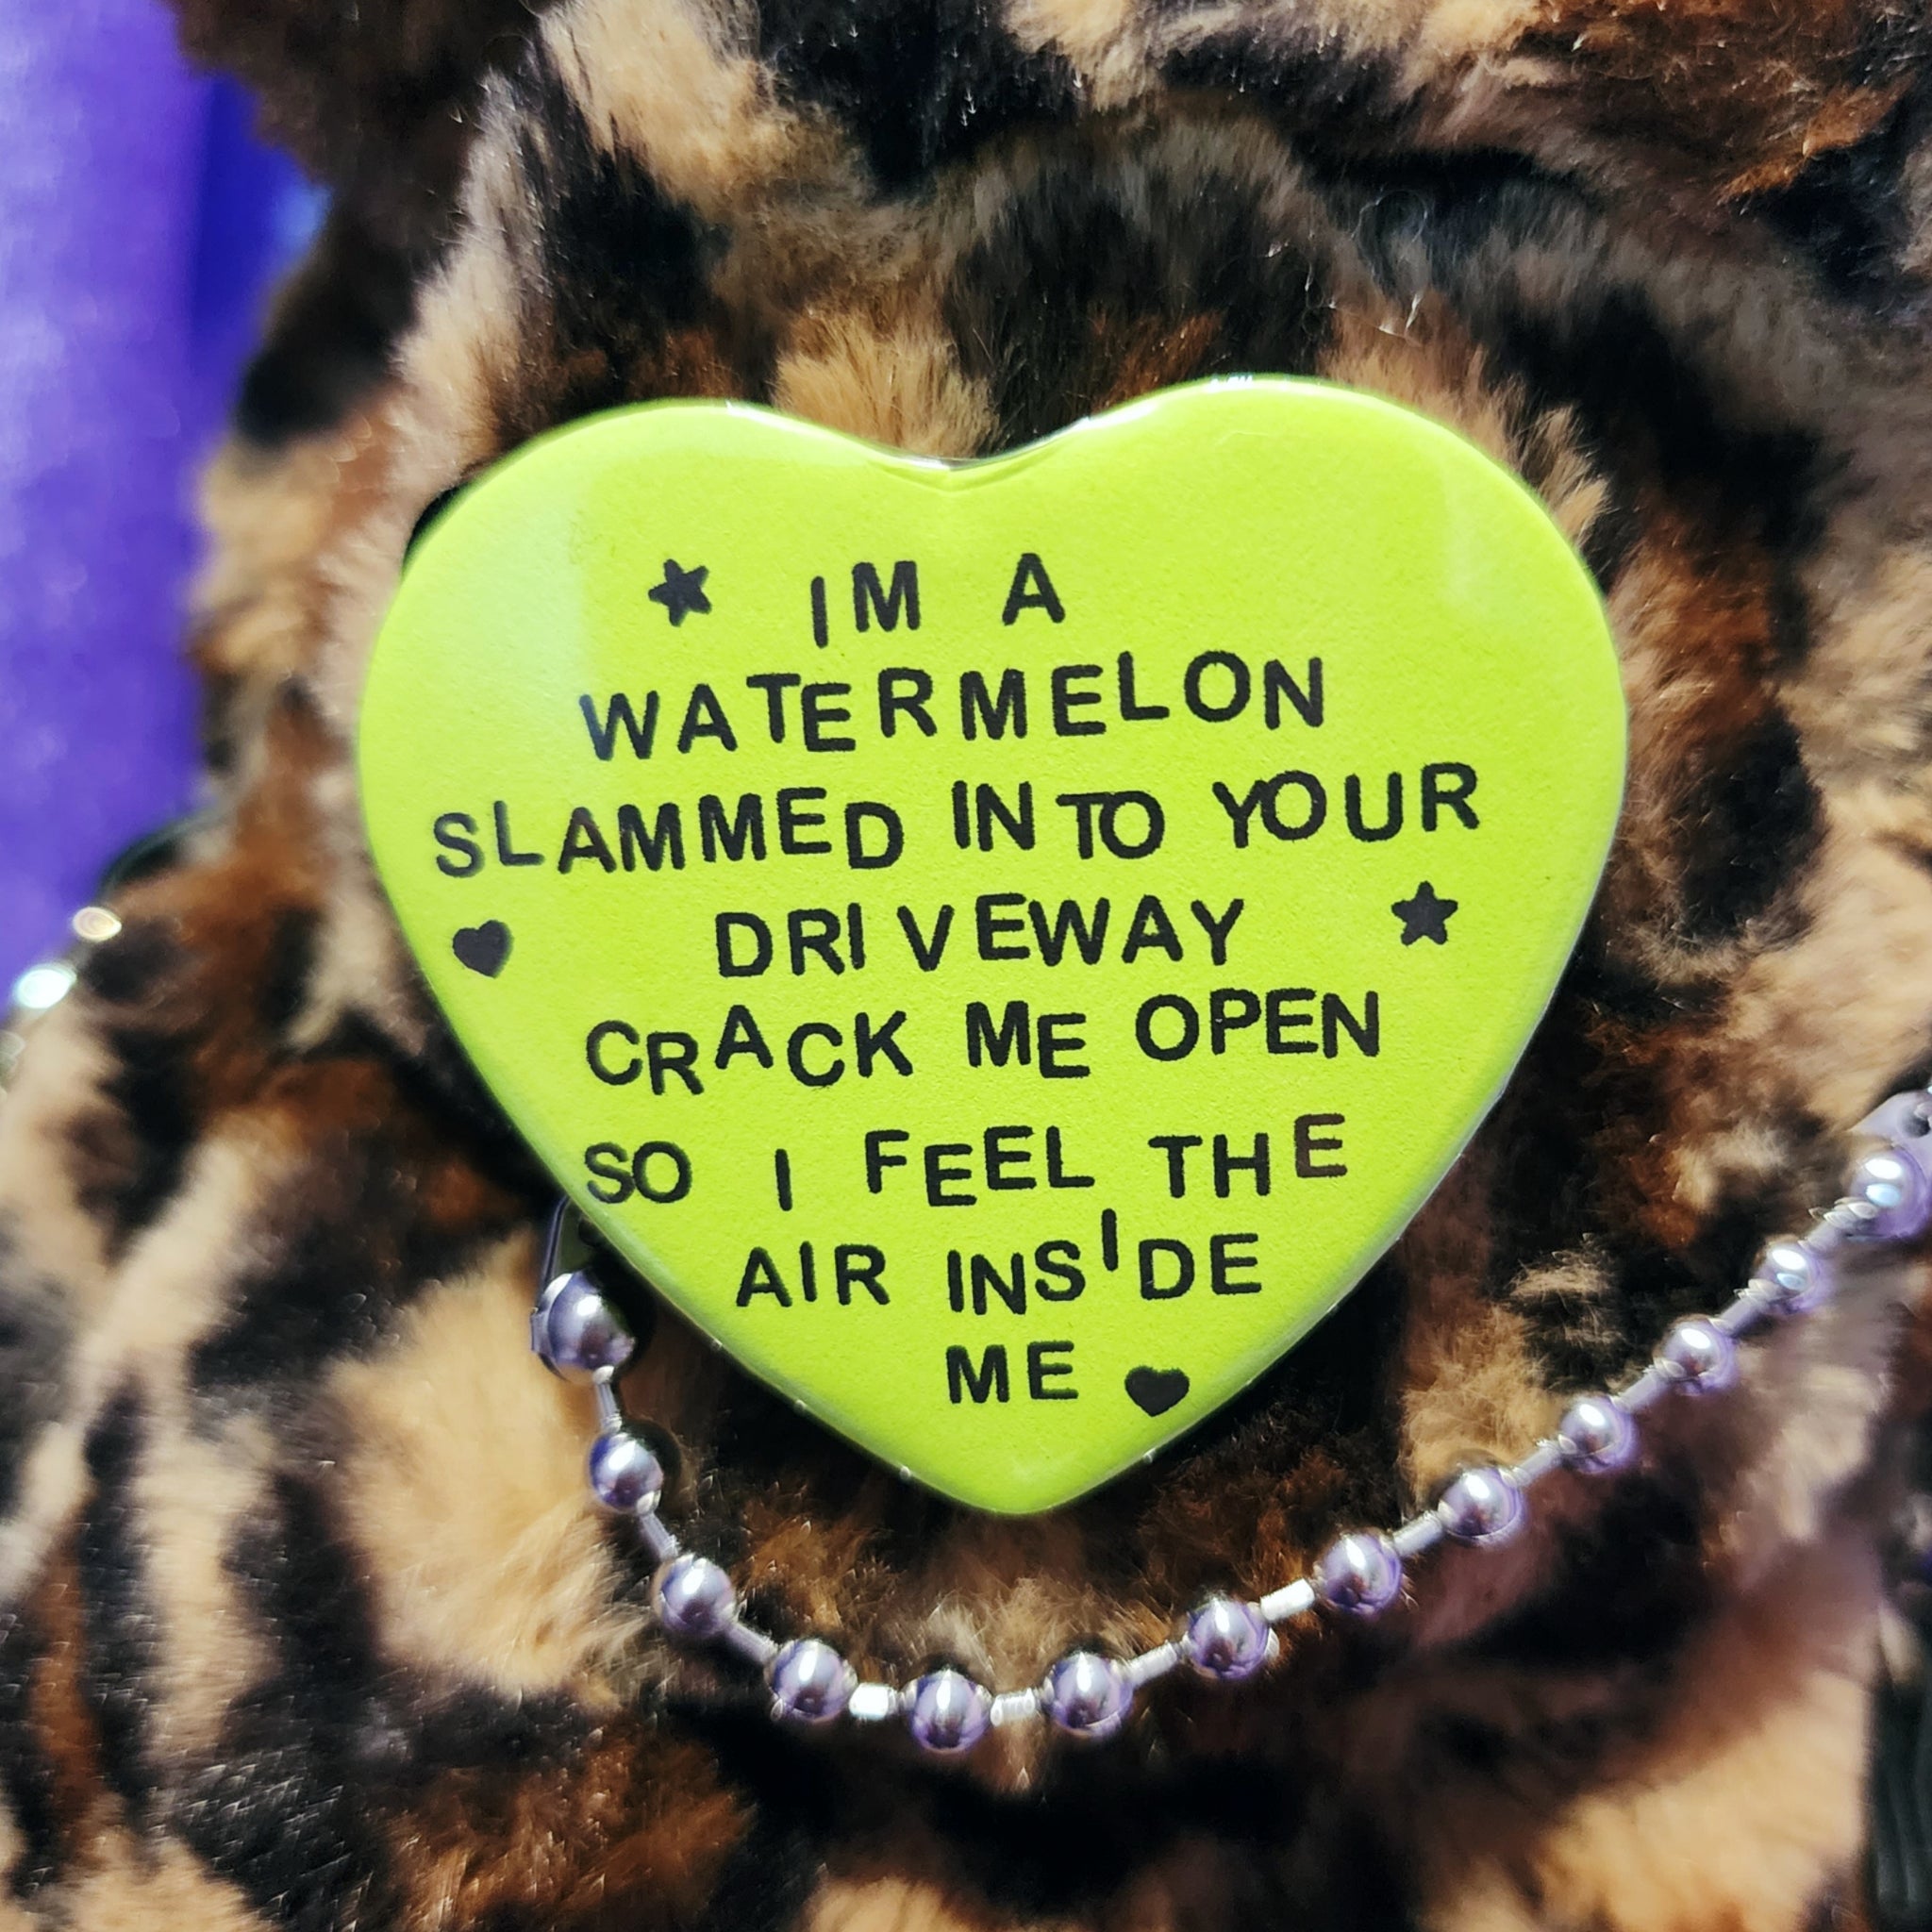 IM A
WATERMELON
SLAMMED INTO YOUR
DRIVEWAY
CRACK ME OPEN
SO I FEEL THE
AIR INSIDE
ME